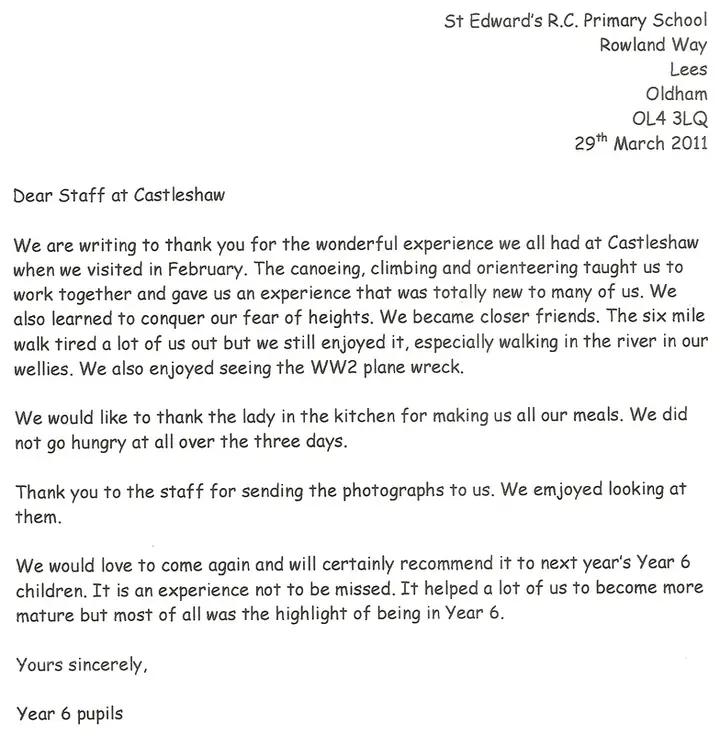 St Edward's R.C. Primary School
Rowland Way
Lees
Oldham
OL4 3LQ
29th March 2011
Dear Staff at Castleshaw
We are writing to thank you for the wonderful experience we all had at Castleshaw
when we visited in February. The canoeing, climbing and orienteering taught us to
work together and gave us an experience that was totally new to many of us. We
also learned to conquer our fear of heights. We became closer friends. The six mile
walk tired a lot of us out but we still enjoyed it, especially walking in the river in our
wellies. We also enjoyed seeing the WW2 plane wreck.
We would like to thank the lady in the kitchen for making us all our meals. We did
not go hungry at all over the three days.
Thank you to the staff for sending the photographs to us. We emjoyed looking at
them.
We would love to come again and will certainly recommend it to next year's Year 6
children. It is an experience not to be missed. It helped a lot of us to become more
mature but most of all was the highlight of being in Year 6.
Yours sincerely,
Year 6 pupils